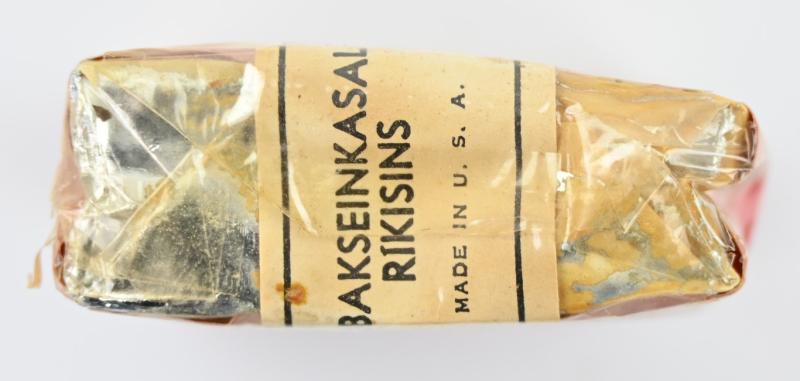 BAKSEINKASAL
RIKISINS
MADE IN U. S. A.